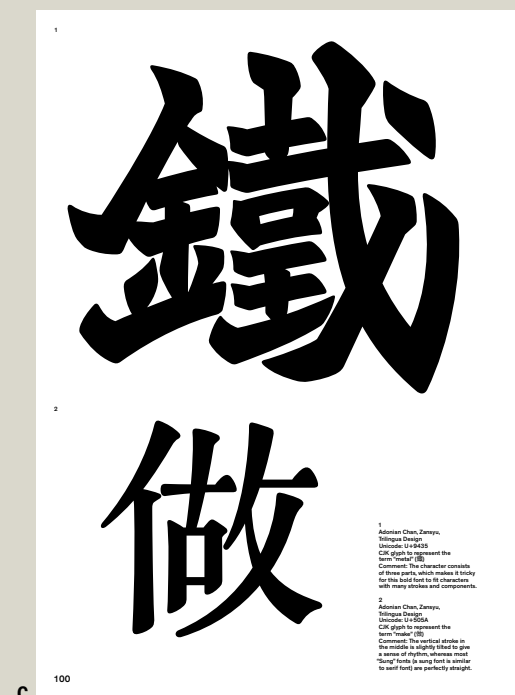 1
鐵
2
做
1
Adonian Chan, Zansyu,
Trilingua Design
Unicode: U+9435
CJK glyph to represent the
term "metal" (鐵)
Comment: The character consists
of three parts, which makes it tricky
for this bold font to fit characters
with many strokes and components.
2
Adonian Chan, Zansyu,
Trilingua Design
Unicode: U+505A
CJK glyph to represent the
term "make" (做)
Comment: The vertical stroke in
the middle is slightly tilted to give
a sense of rhythm, whereas most
"Sung" fonts (a sung font is similar
to serif font) are perfectly straight.
100